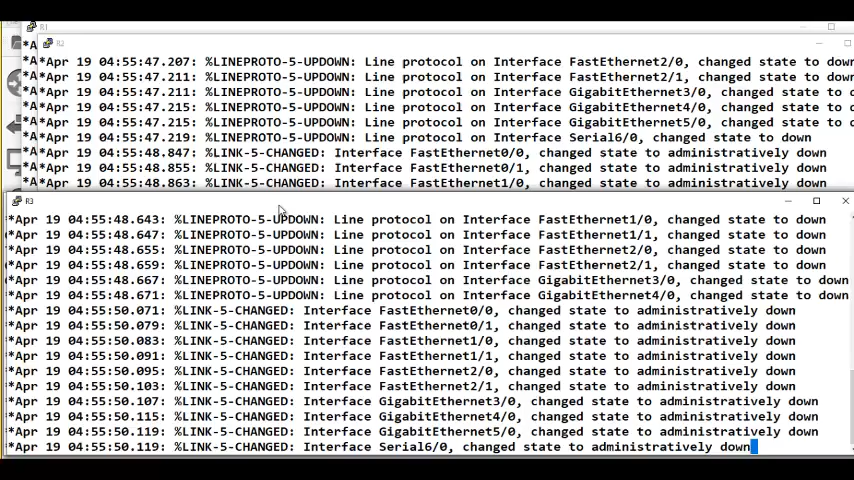 R1
R2
*A
*Apr 19 04:55:47.207: %LINEPROTO-5-UPDOWN: Line protocol on Interface FastEthernet2/0, changed state to down
*Apr 19 04:55:47.211: %LINEPROTO-5-UPDOWN: Line protocol on Interface FastEthernet2/1, changed state to down
*Apr 19 04:55:47.211: %LINEPROTO-5-UPDOWN: Line protocol on Interface GigabitEthernet3/0, changed state to d
*Apr 19 04:55:47.215: %LINEPROTO-5-UPDOWN: Line protocol on Interface GigabitEthernet4/0, changed state to d
*Apr 19 04:55:47.215: %LINEPROTO-5-UPDOWN: Line protocol on Interface GigabitEthernet5/0, changed state to d
*Apr 19 04:55:47.219: %LINEPROTO-5-UPDOWN: Line protocol on Interface Serial6/0, changed state to down
*Apr 19 04:55:48.847: %LINK-5-CHANGED: Interface FastEthernet0/0, changed state to administratively down
*Apr 19 04:55:48.855: %LINK-5-CHANGED: Interface FastEthernet0/1, changed state to administratively down
*Apr 19 04:55:48.863: %LINK-5-CHANGED: Interface FastEthernet1/0, changed state to administratively down
R3
*Apr 19 04:55:48.643: %LINEPROTO-5-UPDOWN: Line protocol on Interface FastEthernet1/0, changed state to down
*Apr 19 04:55:48.647: %LINEPROTO-5-UPDOWN: Line protocol on Interface FastEthernet1/1, changed state to down
*Apr 19 04:55:48.655: %LINEPROTO-5-UPDOWN: Line protocol on Interface FastEthernet2/0, changed state to down
*Apr 19 04:55:48.659: %LINEPROTO-5-UPDOWN: Line protocol on Interface FastEthernet2/1, changed state to down
*Apr 19 04:55:48.667: %LINEPROTO-5-UPDOWN: Line protocol on Interface GigabitEthernet3/0, changed state to down
*Apr 19 04:55:48.671: %LINEPROTO-5-UPDOWN: Line protocol on Interface GigabitEthernet4/0, changed state to down
*Apr 19 04:55:50.071: %LINK-5-CHANGED: Interface FastEthernet0/0, changed state to administratively down
*Apr 19 04:55:50.079: %LINK-5-CHANGED: Interface FastEthernet0/1, changed state to administratively down
*Apr 19 04:55:50.083: %LINK-5-CHANGED: Interface FastEthernet1/0, changed state to administratively down
*Apr 19 04:55:50.091: %LINK-5-CHANGED: Interface FastEthernet1/1, changed state to administratively down
*Apr 19 04:55:50.095: %LINK-5-CHANGED: Interface FastEthernet2/0, changed state to administratively down
*Apr 19 04:55:50.103: %LINK-5-CHANGED: Interface FastEthernet2/1, changed state to administratively down
*Apr 19 04:55:50.107: %LINK-5-CHANGED: Interface GigabitEthernet3/0, changed state to administratively down
*Apr 19 04:55:50.115: %LINK-5-CHANGED: Interface GigabitEthernet4/0, changed state to administratively down
*Apr 19 04:55:50.119: %LINK-5-CHANGED: Interface GigabitEthernet5/0, changed state to administratively down
*Apr 19 04:55:50.119: %LINK-5-CHANGED: Interface Serial6/0, changed state to administratively down